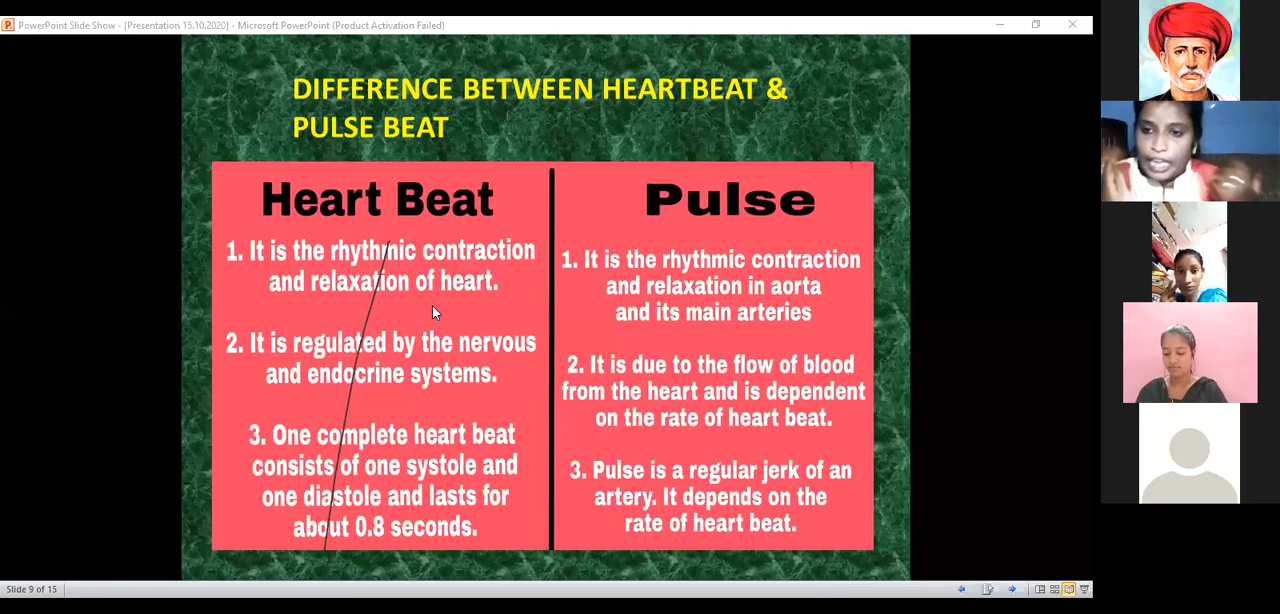 PowerPoint Slide Show - [Presentation 15.10.2020] - Microsoft PowerPoint (Product Activation Failed)
DIFFERENCE BETWEEN HEARTBEAT &
PULSE BEAT
Heart Beat
1. It is the rhythmic contraction
and relaxation of heart.
2. It is regulated by the nervous
and endocrine systems.
3. One complete heart beat
consists of one systole and
one diastole and lasts for
about 0.8 seconds.
Pulse
1. It is the rhythmic contraction
and relaxation in aorta
and its main arteries
2. It is due to the flow of blood
from the heart and is dependent
on the rate of heart beat.
3. Pulse is a regular jerk of an
artery. It depends on the
rate of heart beat.
Slide 9 of 15